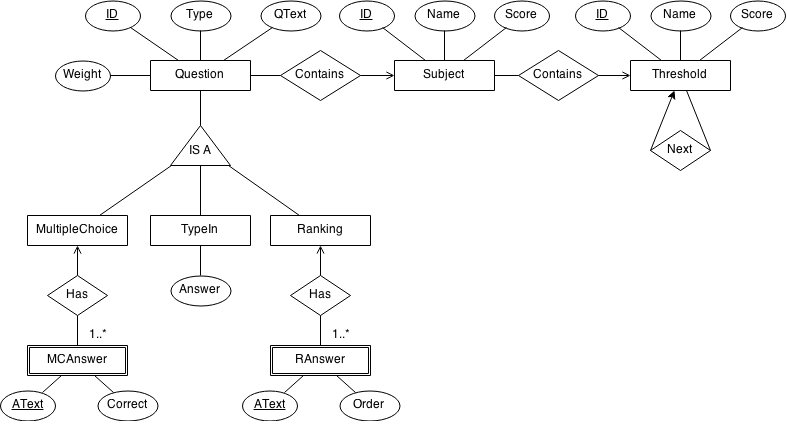 ID Type QText ID Name Score ID Name Score
Weight Question Contains Subject Contains Threshold
IS A Next
MultipleChoice TypeIn Ranking
Has Answer Has
1..* 1..*
MCAnswer RAnswer
AText Correct AText Order